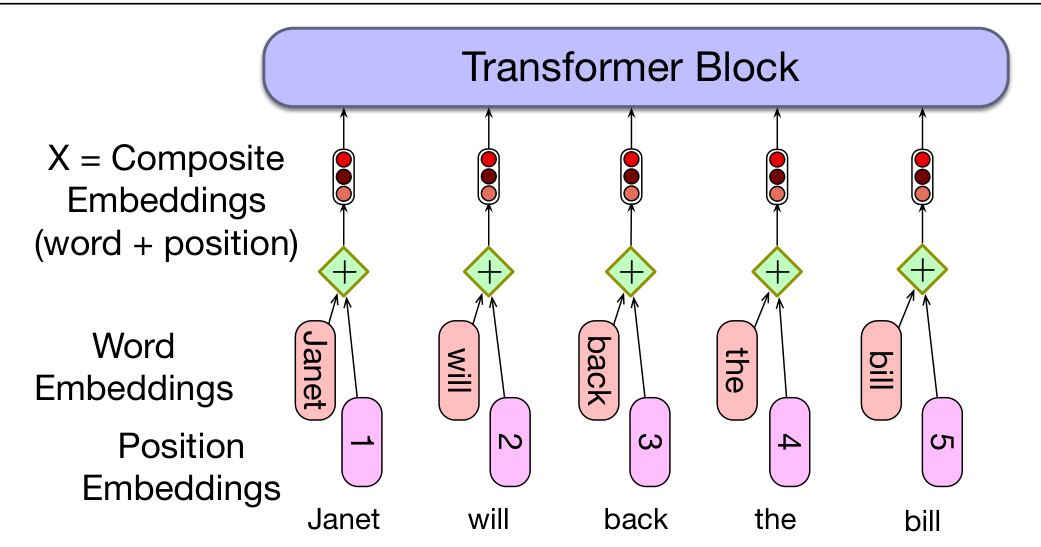 Transformer Block
X = Composite
Embeddings
(word + position)
+ + + + +
Word
Embeddings
Janet will back the bill
Position
Embeddings
1 2 3 4 5
Janet will back the bill